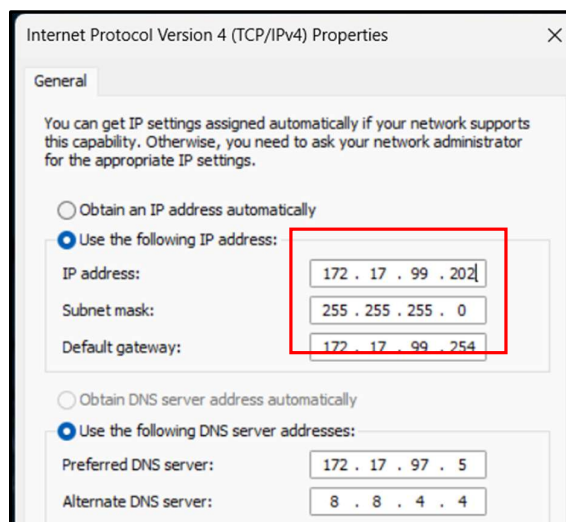 Internet Protocol Version 4 (TCP/IPv4) Properties
General
You can get IP settings assigned automatically if your network supports
this capability. Otherwise, you need to ask your network administrator
for the appropriate IP settings.
Obtain an IP address automatically
Use the following IP address:
IP address: 172 . 17 . 99 . 202
Subnet mask: 255 . 255 . 255 . 0
Default gateway: 172 . 17 . 99 . 254
Obtain DNS server address automatically
Use the following DNS server addresses:
Preferred DNS server: 172 . 17 . 97 . 5
Alternate DNS server: 8 . 8 . 4 . 4